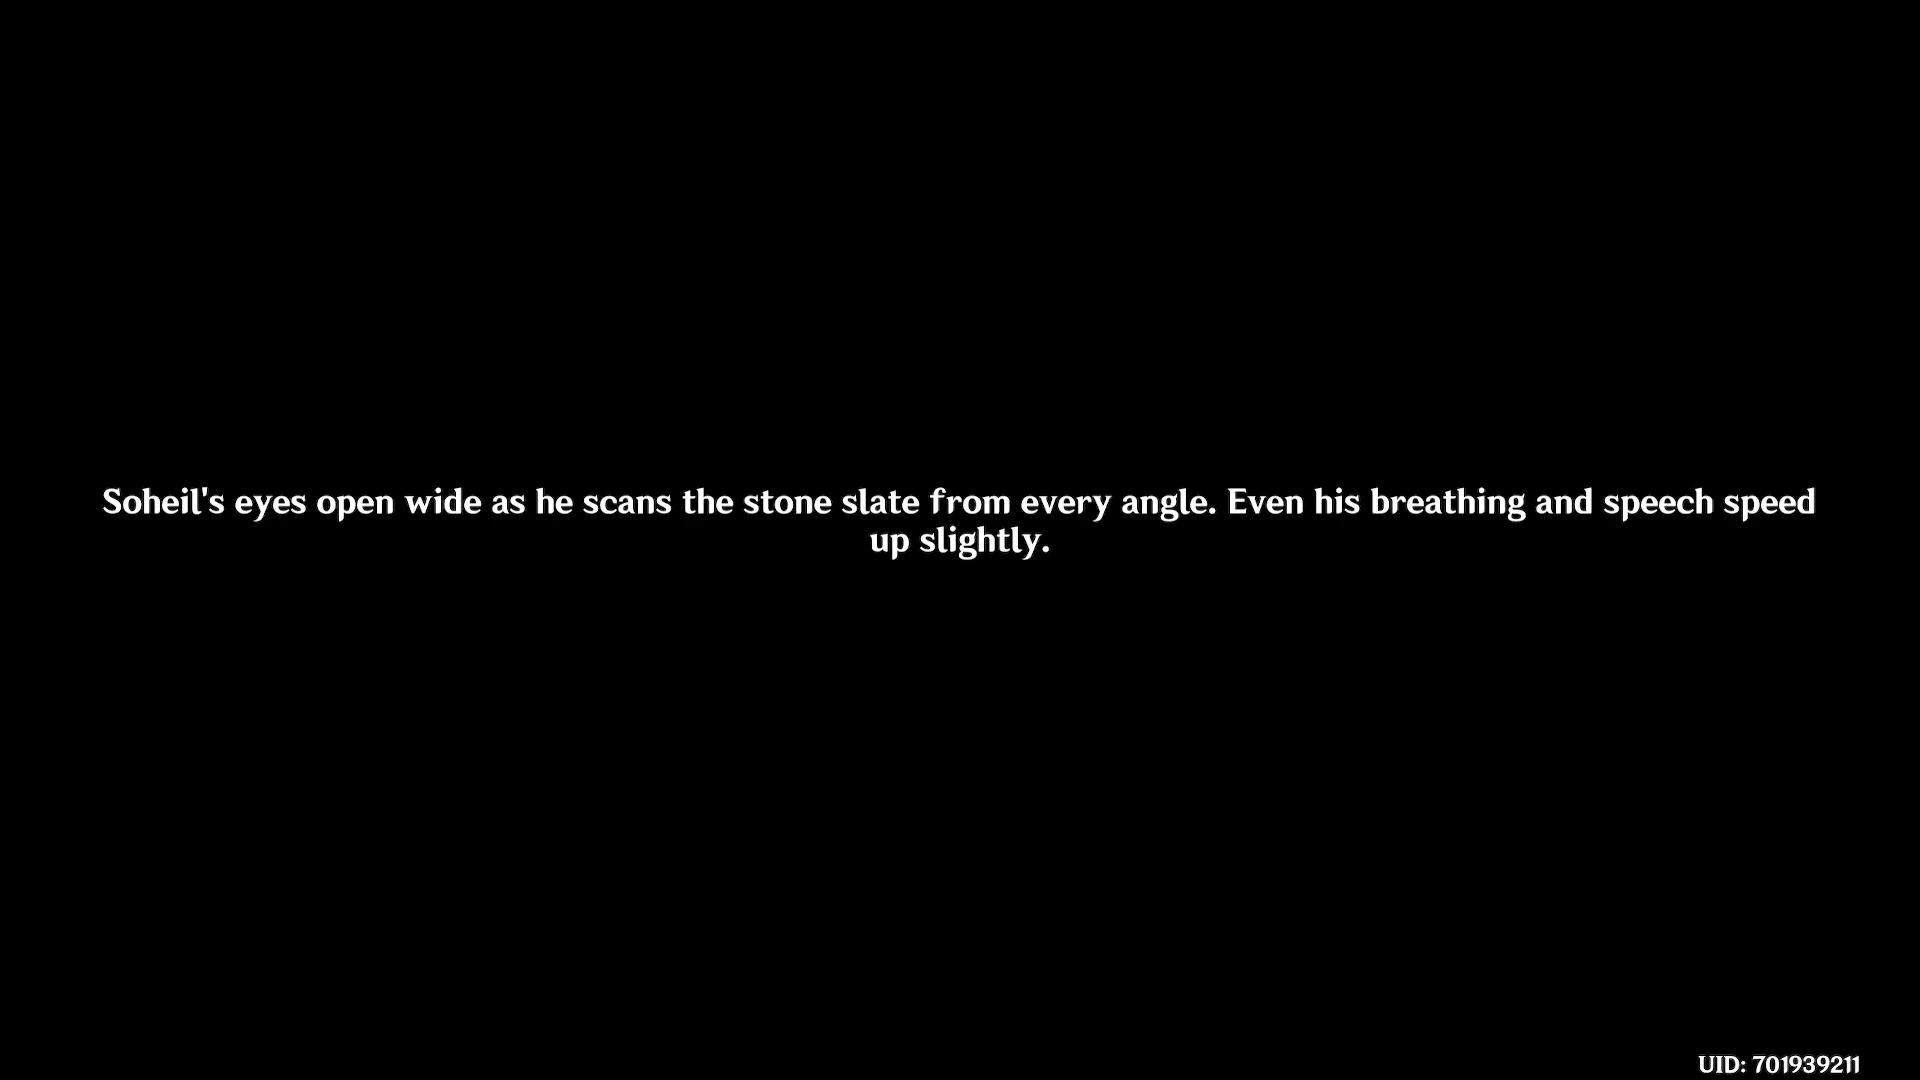 Soheil's eyes open wide as he scans the stone slate from every angle. Even his breathing and speech speed
up slightly.
UID: 701939211